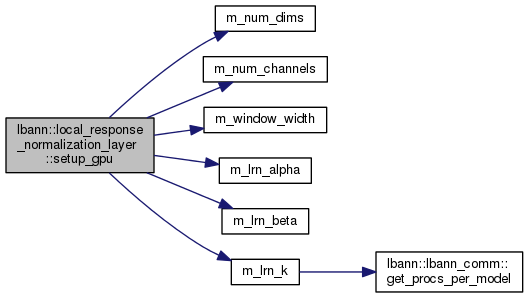 m_num_dims
m_num_channels
lbann::local_response
_normalization_layer
::setup_gpu
m_window_width
m_lrn_alpha
m_lrn_beta
m_lrn_k
lbann::lbann_comm::
get_procs_per_model